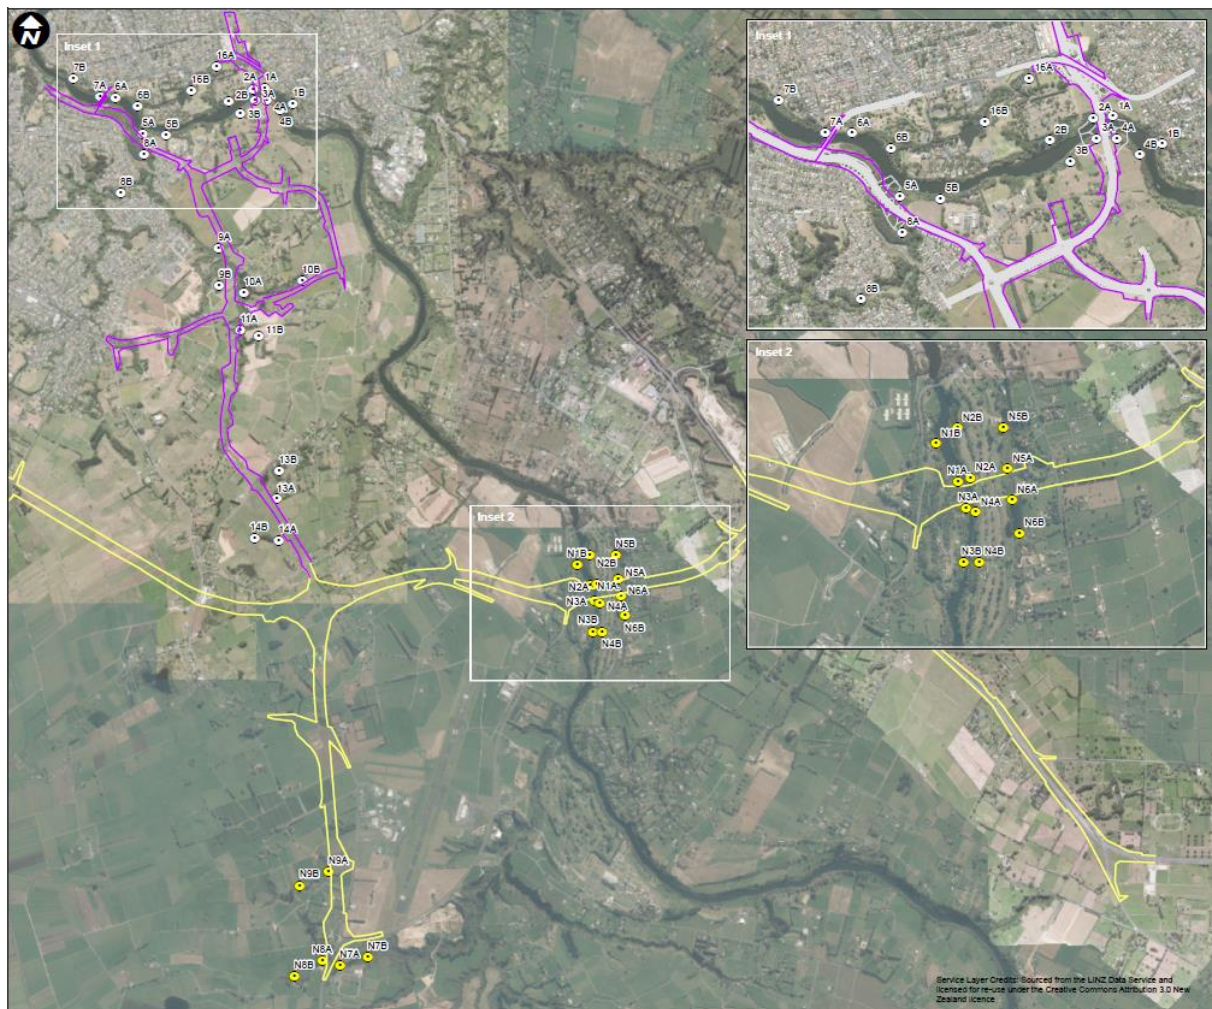 N
Inset 1
7B
7A
6A
6B
16B
16A
2A
1A
2B
3A
1B
3B
4A
4B
5A
5B
8A
8B
9A
9B
10A
10B
11A
11B
13B
13A
14B
14A
Inset 2
N1B
N5B
N2B
N5A
N2A
N1A
N6A
N3A
N4A
N3B
N6B
N4B
N9A
N9B
N8A
N7B
N7A
N8B
Inset 1
16A
7B
16B
2A
1A
7A
6A
6B
2B
3A
4A
1B
3B
4B
5A
5B
8A
8B
Inset 2
N2B
N5B
N1B
N1A
N2A
N5A
N3A
N4A
N6A
N6B
N3B
N4B
Service Layer Credits: Sourced from the LINZ Data Service and
licensed for re-use under the Creative Commons Attribution 3.0 New
Zealand licence